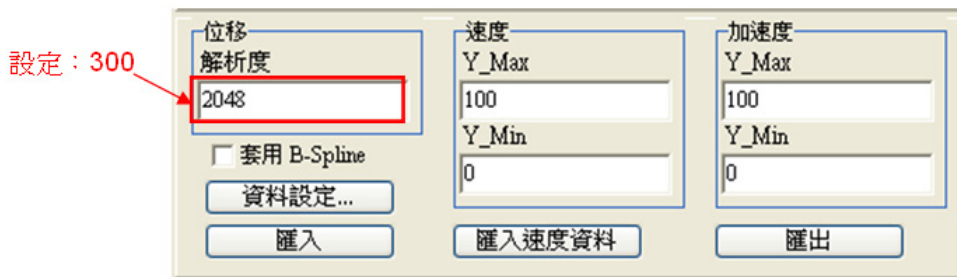 設定：300
位移
解析度
2048
套用 B-Spline
資料設定...
匯入
速度
Y_Max
100
Y_Min
0
匯入速度資料
加速度
Y_Max
100
Y_Min
0
匯出